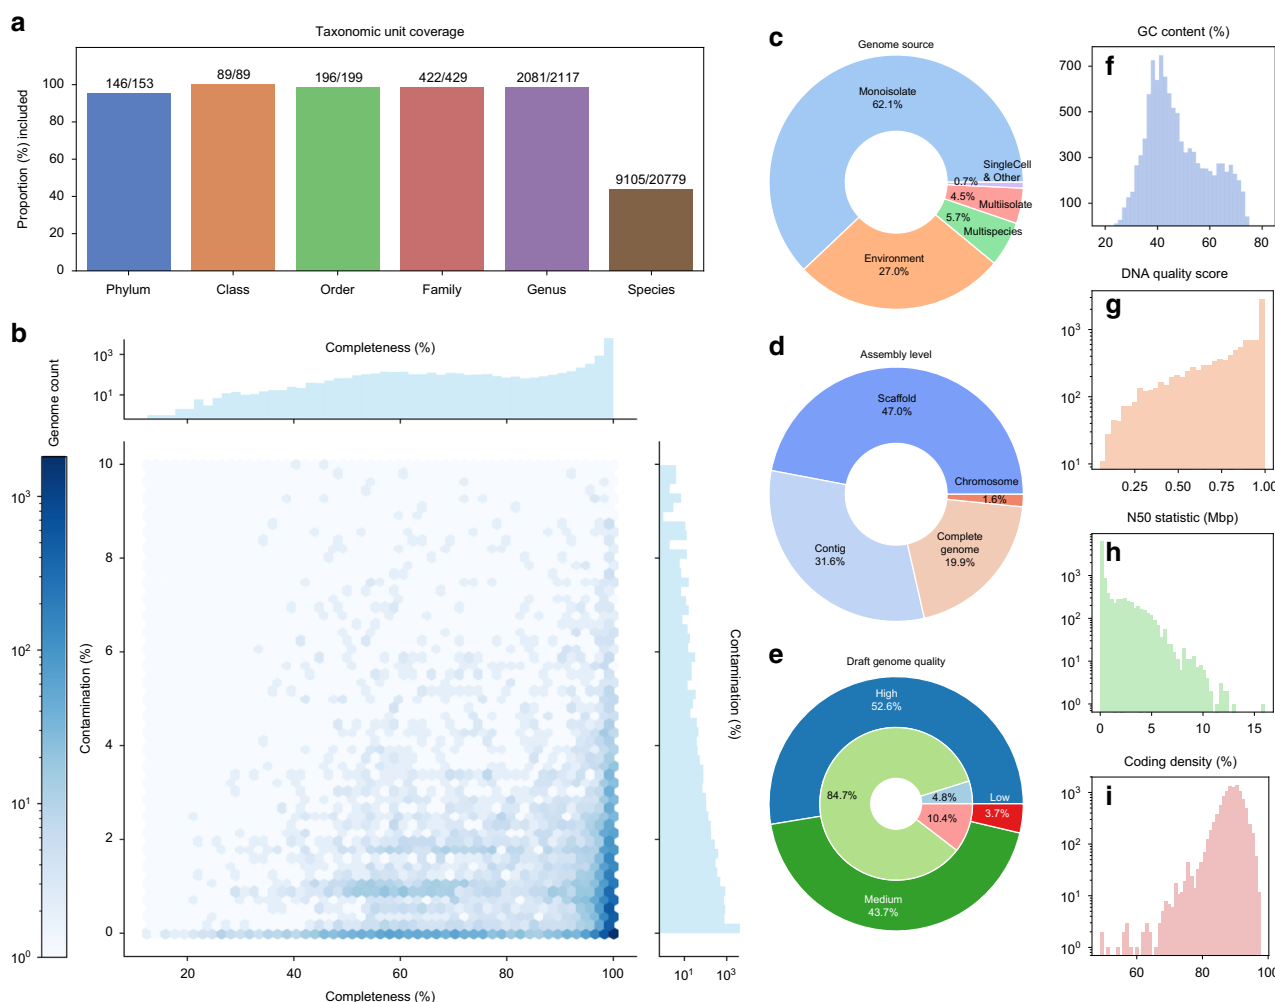 a
Taxonomic unit coverage
Proportion (%) included
100
80
60
40
20
0
146/153
89/89
196/199
422/429
2081/2117
9105/20779
Phylum
Class
Order
Family
Genus
Species
b
Genome count
10³
10²
10¹
10⁰
Completeness (%)
10³
10¹
Contamination (%)
10
8
6
4
2
0
20
40
60
80
100
Completeness (%)
Contamination (%)
10¹
10³
c
Genome source
Monoisolate
62.1%
SingleCell
& Other
0.7%
4.5%
Multiisolate
5.7%
Multispecies
Environment
27.0%
d
Assembly level
Scaffold
47.0%
Chromosome
1.6%
Complete
genome
19.9%
Contig
31.6%
e
Draft genome quality
High
52.6%
84.7%
4.8%
Low
3.7%
10.4%
Medium
43.7%
GC content (%)
f
700
500
300
100
20
40
60
80
DNA quality score
g
10³
10²
10¹
0.25
0.50
0.75
1.00
N50 statistic (Mbp)
h
10³
10²
10¹
10⁰
0
5
10
15
Coding density (%)
i
10³
10²
10¹
10⁰
60
80
100